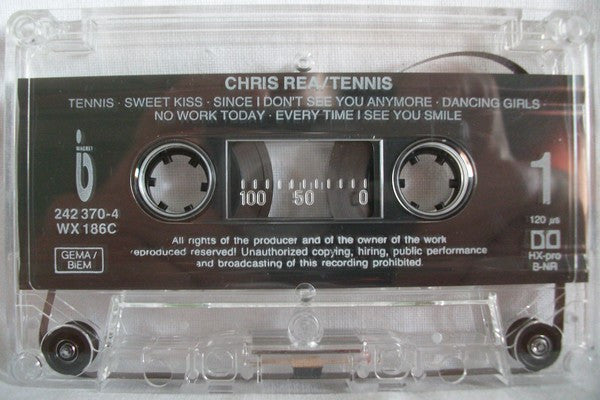 CHRIS REA/TENNIS
TENNIS · SWEET KISS · SINCE I DON'T SEE YOU ANYMORE · DANCING GIRLS ·
NO WORK TODAY · EVERY TIME I SEE YOU SMILE
MAGNET
242 370-4
WX 186C
GEMA/
BIEM
100 50 0
1
120 µs
HX-pro
B-NR
All rights of the producer and of the owner of the work
reproduced reserved! Unauthorized copying, hiring, public performance
and broadcasting of this recording prohibited.